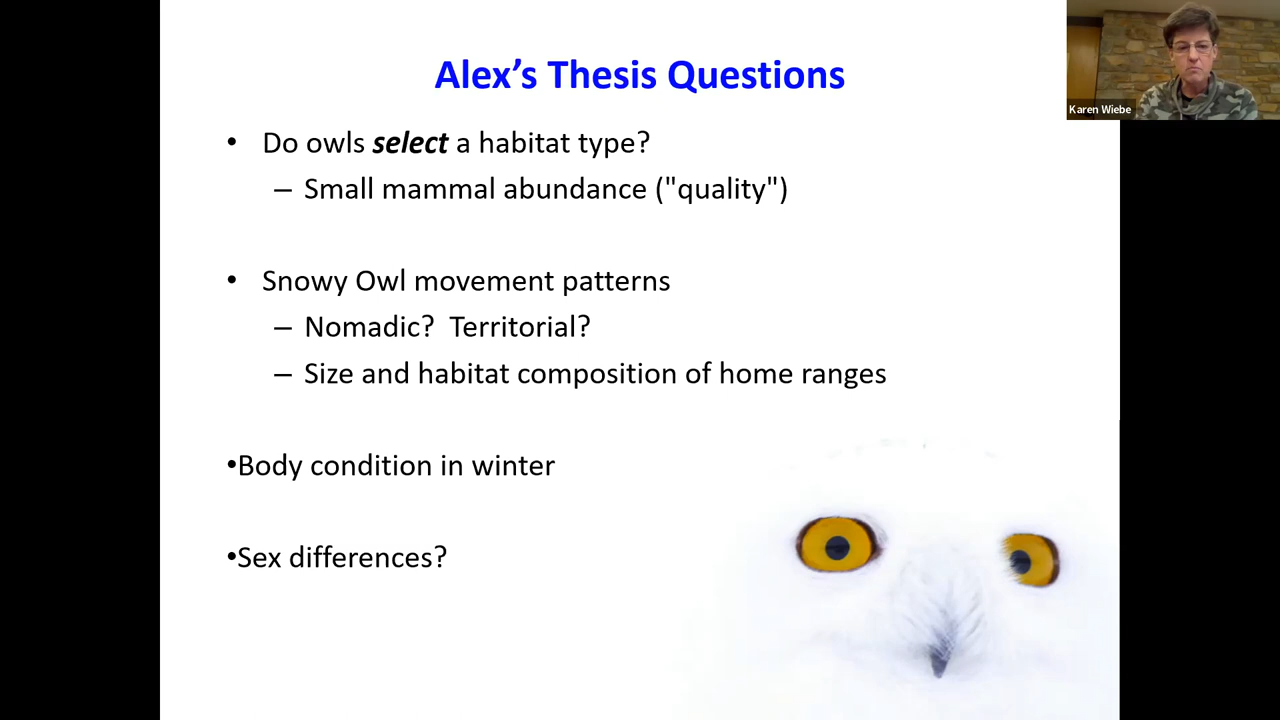 Alex’s Thesis Questions
Karen Wiebe
• Do owls select a habitat type?
– Small mammal abundance ("quality")
• Snowy Owl movement patterns
– Nomadic?  Territorial?
– Size and habitat composition of home ranges
•Body condition in winter
•Sex differences?